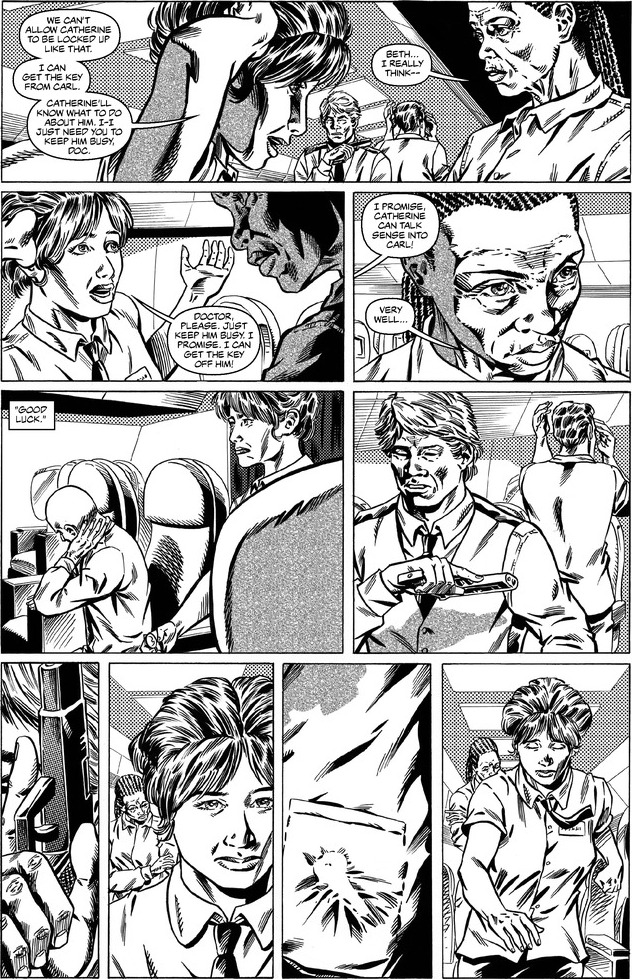 WE CAN'T
ALLOW CATHERINE
TO BE LOCKED UP
LIKE THAT.
I CAN
GET THE KEY
FROM CARL.
CATHERINE'LL
KNOW WHAT TO DO
ABOUT HIM. I-I
JUST NEED YOU TO
KEEP HIM BUSY,
DOC.
BETH...
I REALLY
THINK--
DOCTOR,
PLEASE. JUST
KEEP HIM BUSY. I
PROMISE. I CAN
GET THE KEY
OFF HIM!
I PROMISE,
CATHERINE
CAN TALK
SENSE INTO
CARL!
VERY
WELL...
"GOOD
LUCK."